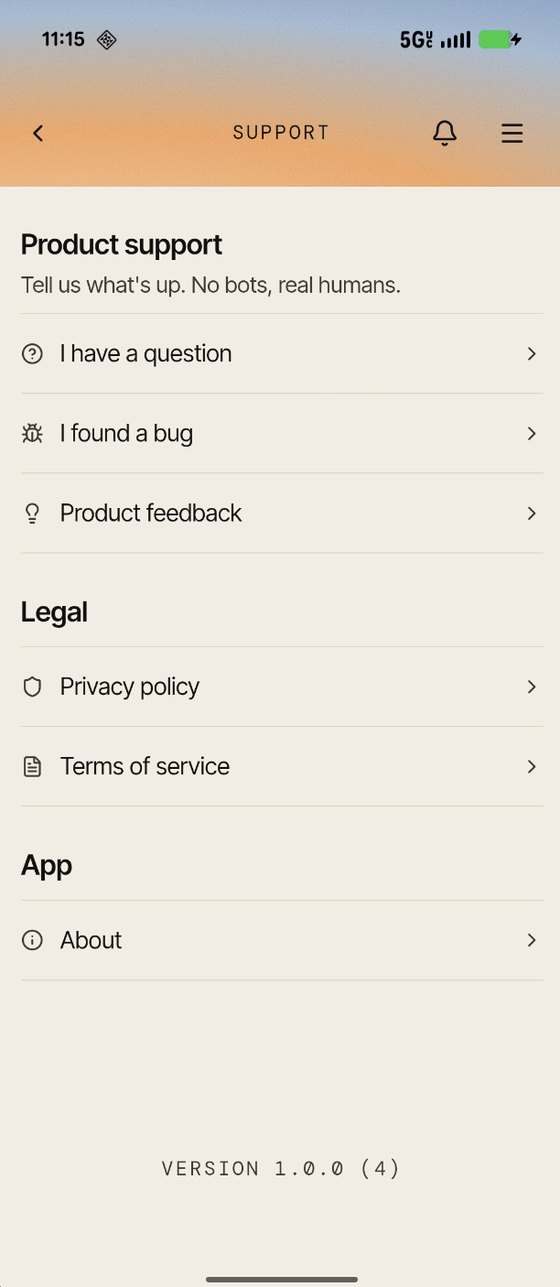 11:15
5GUC
SUPPORT
Product support
Tell us what's up. No bots, real humans.
I have a question
I found a bug
Product feedback
Legal
Privacy policy
Terms of service
App
About
VERSION 1.0.0 (4)